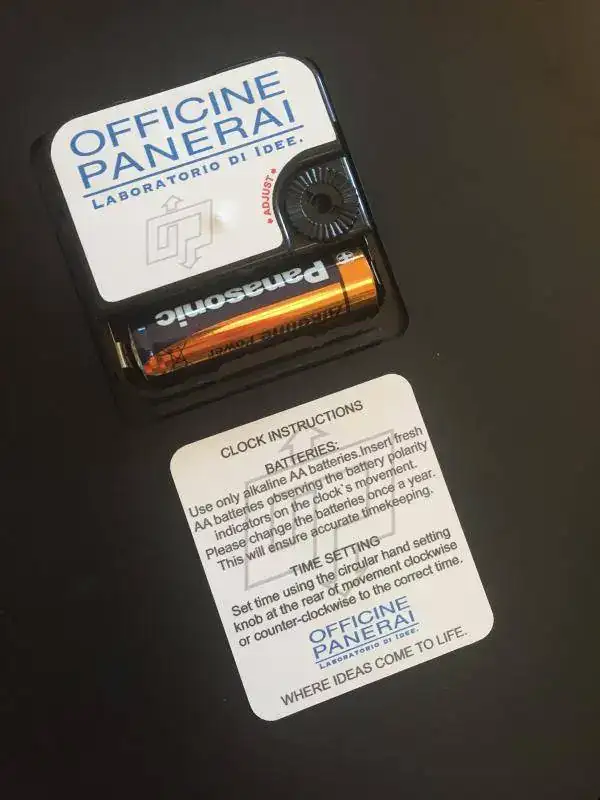 OFFICINE
PANERAI
LABORATORIO DI IDEE.
• ADJUST •
+
Panasonic
Alkaline Power
CLOCK INSTRUCTIONS
BATTERIES:
Use only alkaline AA batteries.Insert fresh
AA batteries observing the battery polarity
indicators on the clock`s movement.
Please change the batteries once a year.
This will ensure accurate timekeeping.
TIME SETTING
Set time using the circular hand setting
knob at the rear of movement clockwise
or counter-clockwise to the correct time.
OFFICINE
PANERAI
LABORATORIO DI IDEE.
WHERE IDEAS COME TO LIFE.